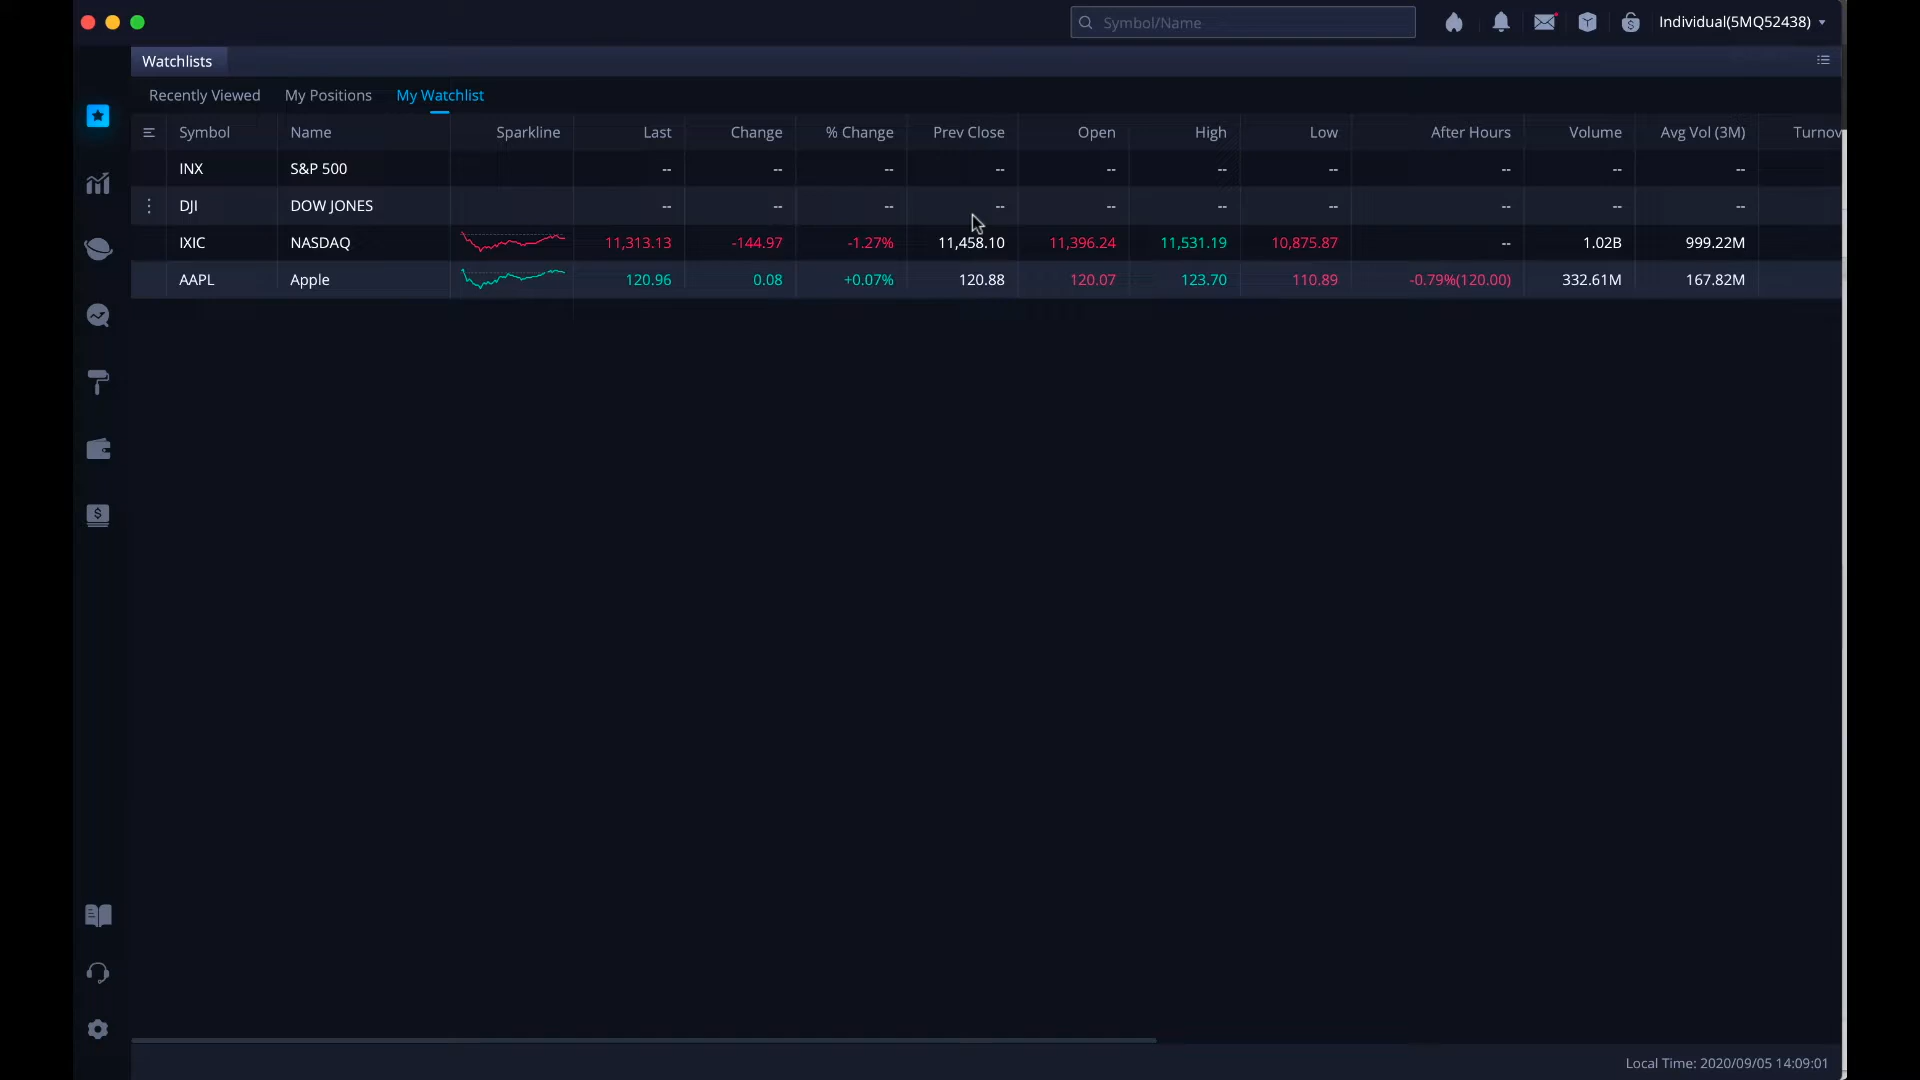 Symbol/Name
Individual(5MQ52438)
Watchlists
Recently Viewed My Positions My Watchlist
Symbol Name Sparkline Last Change % Change Prev Close Open High Low After Hours Volume Avg Vol (3M) Turnov
INX S&P 500 -- -- -- -- -- -- -- -- -- --
DJI DOW JONES -- -- -- -- -- -- -- -- -- --
IXIC NASDAQ 11,313.13 -144.97 -1.27% 11,458.10 11,396.24 11,531.19 10,875.87 -- 1.02B 999.22M
AAPL Apple 120.96 0.08 +0.07% 120.88 120.07 123.70 110.89 -0.79%(120.00) 332.61M 167.82M
Local Time: 2020/09/05 14:09:01